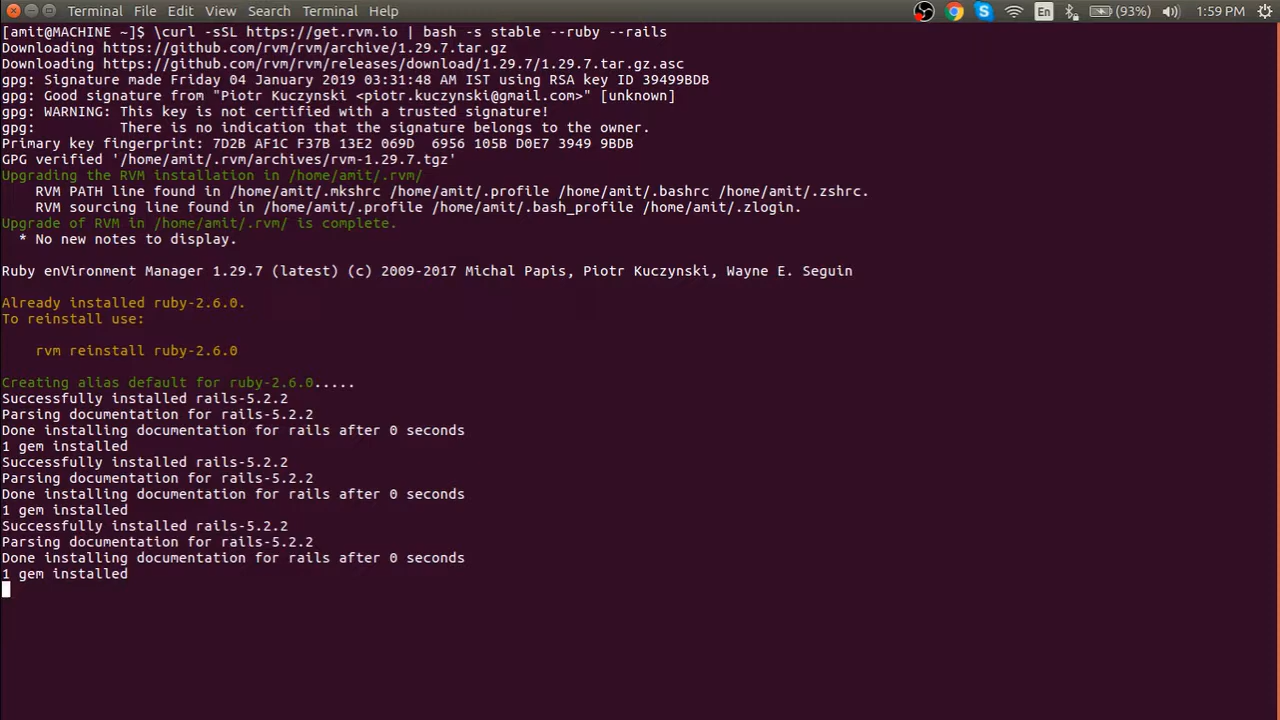 Terminal File Edit View Search Terminal Help En (93%) 1:59 PM
[amit@MACHINE ~]$ \curl -sSL https://get.rvm.io | bash -s stable --ruby --rails
Downloading https://github.com/rvm/rvm/archive/1.29.7.tar.gz
Downloading https://github.com/rvm/rvm/releases/download/1.29.7/1.29.7.tar.gz.asc
gpg: Signature made Friday 04 January 2019 03:31:48 AM IST using RSA key ID 39499BDB
gpg: Good signature from "Piotr Kuczynski <piotr.kuczynski@gmail.com>" [unknown]
gpg: WARNING: This key is not certified with a trusted signature!
gpg:          There is no indication that the signature belongs to the owner.
Primary key fingerprint: 7D2B AF1C F37B 13E2 069D  6956 105B D0E7 3949 9BDB
GPG verified '/home/amit/.rvm/archives/rvm-1.29.7.tgz'
Upgrading the RVM installation in /home/amit/.rvm/
    RVM PATH line found in /home/amit/.mkshrc /home/amit/.profile /home/amit/.bashrc /home/amit/.zshrc.
    RVM sourcing line found in /home/amit/.profile /home/amit/.bash_profile /home/amit/.zlogin.
Upgrade of RVM in /home/amit/.rvm/ is complete.
  * No new notes to display.
Ruby enVironment Manager 1.29.7 (latest) (c) 2009-2017 Michal Papis, Piotr Kuczynski, Wayne E. Seguin
Already installed ruby-2.6.0.
To reinstall use:
    rvm reinstall ruby-2.6.0
Creating alias default for ruby-2.6.0.....
Successfully installed rails-5.2.2
Parsing documentation for rails-5.2.2
Done installing documentation for rails after 0 seconds
1 gem installed
Successfully installed rails-5.2.2
Parsing documentation for rails-5.2.2
Done installing documentation for rails after 0 seconds
1 gem installed
Successfully installed rails-5.2.2
Parsing documentation for rails-5.2.2
Done installing documentation for rails after 0 seconds
1 gem installed